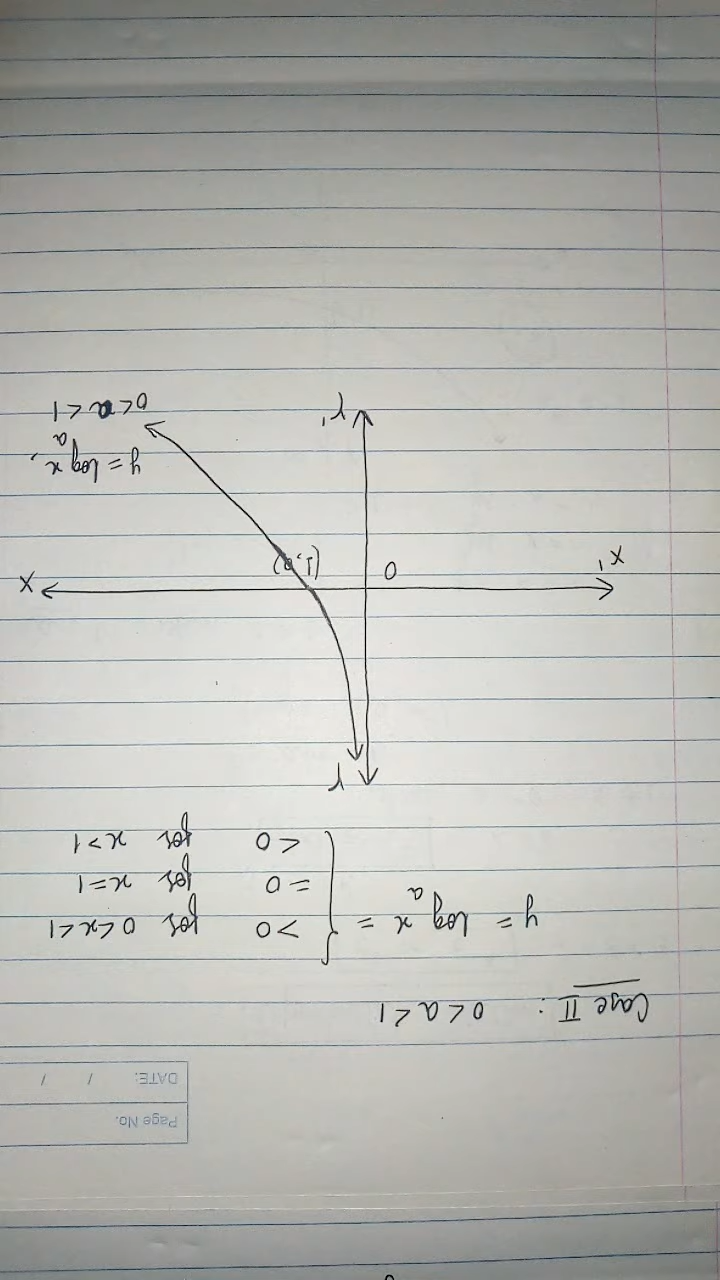 Page No.
DATE: / /
Case II : 0 < a < 1
y = log_a x = { > 0 for 0 < x < 1
= 0 for x = 1
< 0 for x > 1
Y
X' O X
(1,0)
y = log_a x,
0 < a < 1
Y'